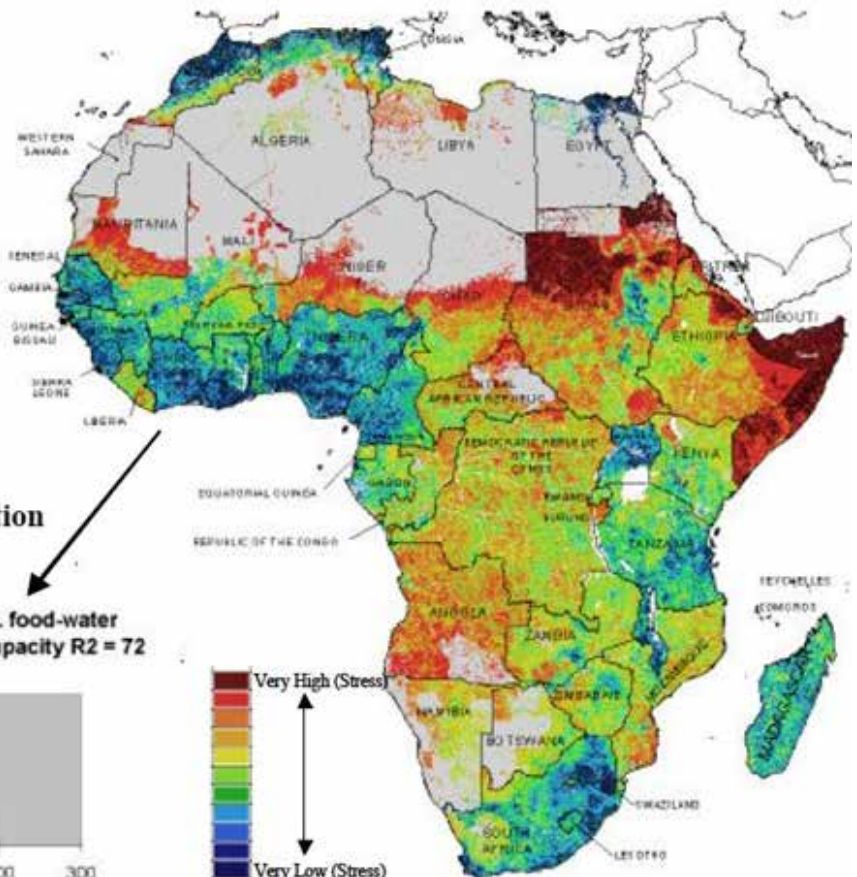 TUNISIA
WESTERN
SAHARA
ALGERIA
LIBYA
EGYPT
MAURITANIA
MALI
NIGER
SENEGAL
GAMBIA
GUINEA
BISSAU
SIERRA
LEONE
LIBERIA
NIGERIA
ERITREA
DJIBOUTI
ETHIOPIA
CENTRAL
AFRICAN REPUBLIC
DEMOCRATIC REPUBLIC
OF THE
KENYA
EQUATORIAL GUINEA
GABON
RWANDA
BURUNDI
REPUBLIC OF THE CONGO
TANZANIA
SEYCHELLES
COMOROS
tion
. food-water
pacity R2 = 72
ANGOLA
ZAMBIA
MOZAMBIQUE
MADAGASCAR
ZIMBABWE
NAMIBIA
BOTSWANA
SWAZILAND
SOUTH
AFRICA
LESOTHO
Very High (Stress)
Very Low (Stress)
00
300